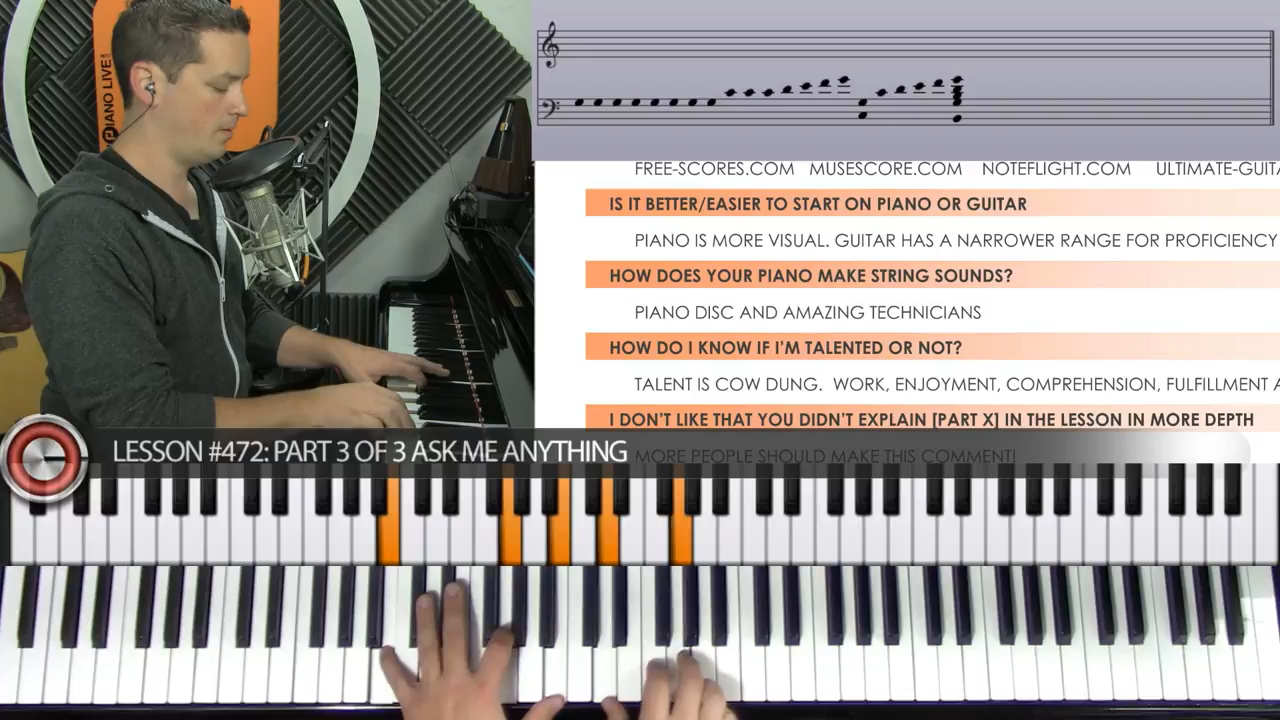 PIANO LIVE!
FREE-SCORES.COM MUSESCORE.COM NOTEFLIGHT.COM ULTIMATE-GUITA
IS IT BETTER/EASIER TO START ON PIANO OR GUITAR
PIANO IS MORE VISUAL. GUITAR HAS A NARROWER RANGE FOR PROFICIENCY
HOW DOES YOUR PIANO MAKE STRING SOUNDS?
PIANO DISC AND AMAZING TECHNICIANS
HOW DO I KNOW IF I'M TALENTED OR NOT?
TALENT IS COW DUNG. WORK, ENJOYMENT, COMPREHENSION, FULFILLMENT A
I DON'T LIKE THAT YOU DIDN'T EXPLAIN [PART X] IN THE LESSON IN MORE DEPTH
LESSON #472: PART 3 OF 3 ASK ME ANYTHING
MORE PEOPLE SHOULD MAKE THIS COMMENT!